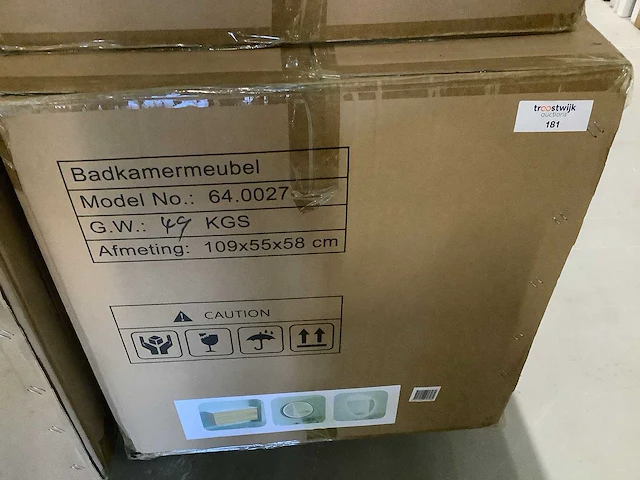 troostwijk
auctions
181
Badkamermeubel
Model No.: 64.0027
G.W.: 49 KGS
Afmeting: 109x55x58 cm
CAUTION